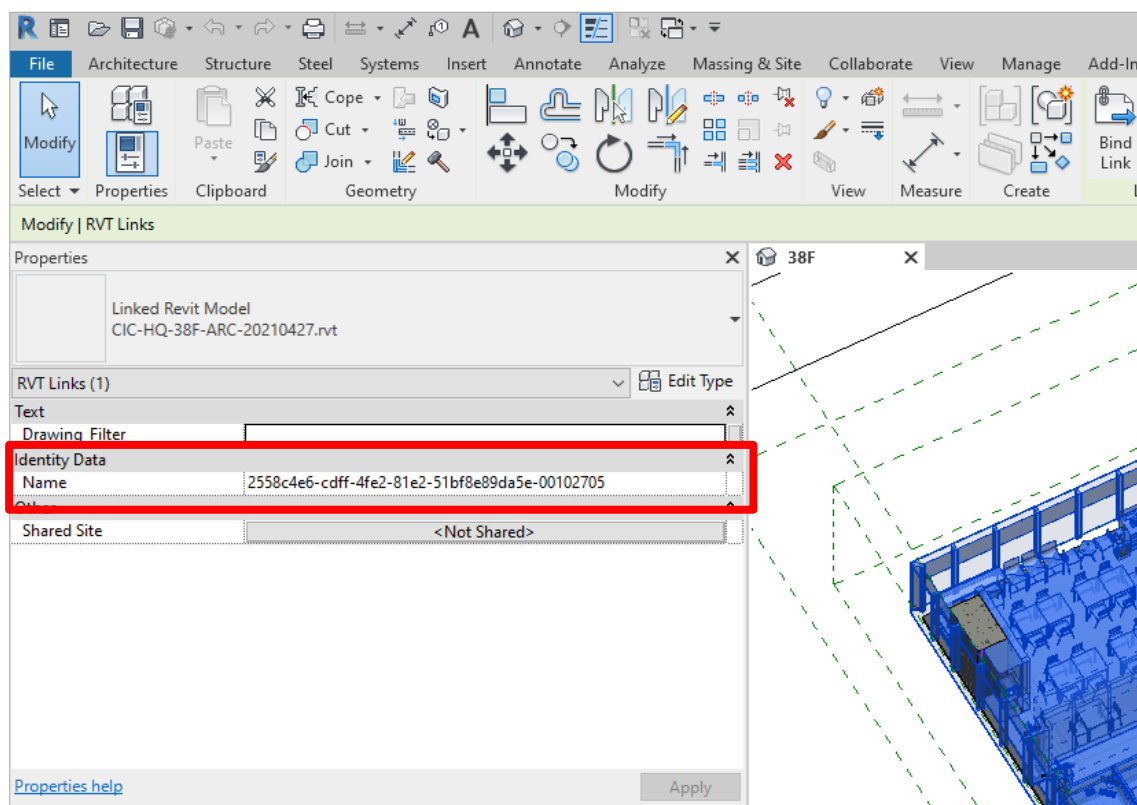 File Architecture Structure Steel Systems Insert Annotate Analyze Massing & Site Collaborate View Manage Add-In
Modify
Paste
Cope
Cut
Join
Bind
Link
Select Properties Clipboard Geometry Modify View Measure Create
Modify | RVT Links
Properties
38F
Linked Revit Model
CIC-HQ-38F-ARC-20210427.rvt
RVT Links (1)
Edit Type
Text
Drawing Filter
Identity Data
Name 2558c4e6-cdff-4fe2-81e2-51bf8e89da5e-00102705
Other
Shared Site <Not Shared>
Properties help
Apply